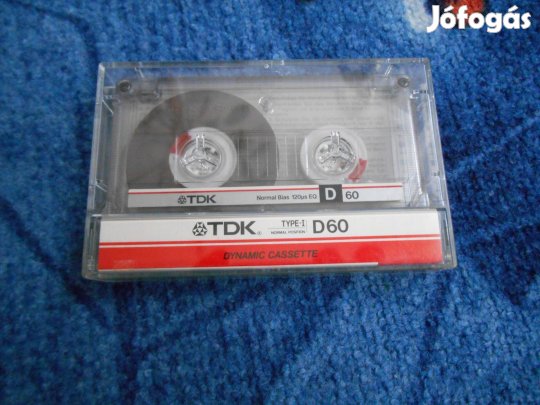 Jófogás
TDK Normal Bias 120µs EQ D 60
TDK TYPE-I NORMAL POSITION D60
DYNAMIC CASSETTE